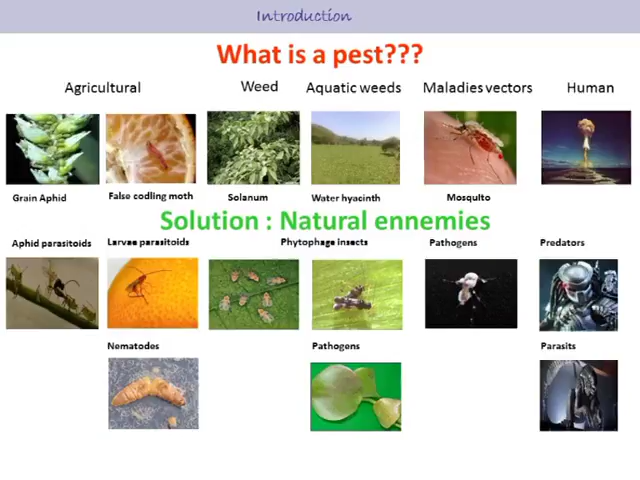 Introduction
What is a pest???
Agricultural Weed Aquatic weeds Maladies vectors Human
Grain Aphid False codling moth Solanum Water hyacinth Mosquito
Solution : Natural ennemies
Aphid parasitoids Larvae parasitoids Phytophage insects Pathogens Predators
Nematodes Pathogens Parasits